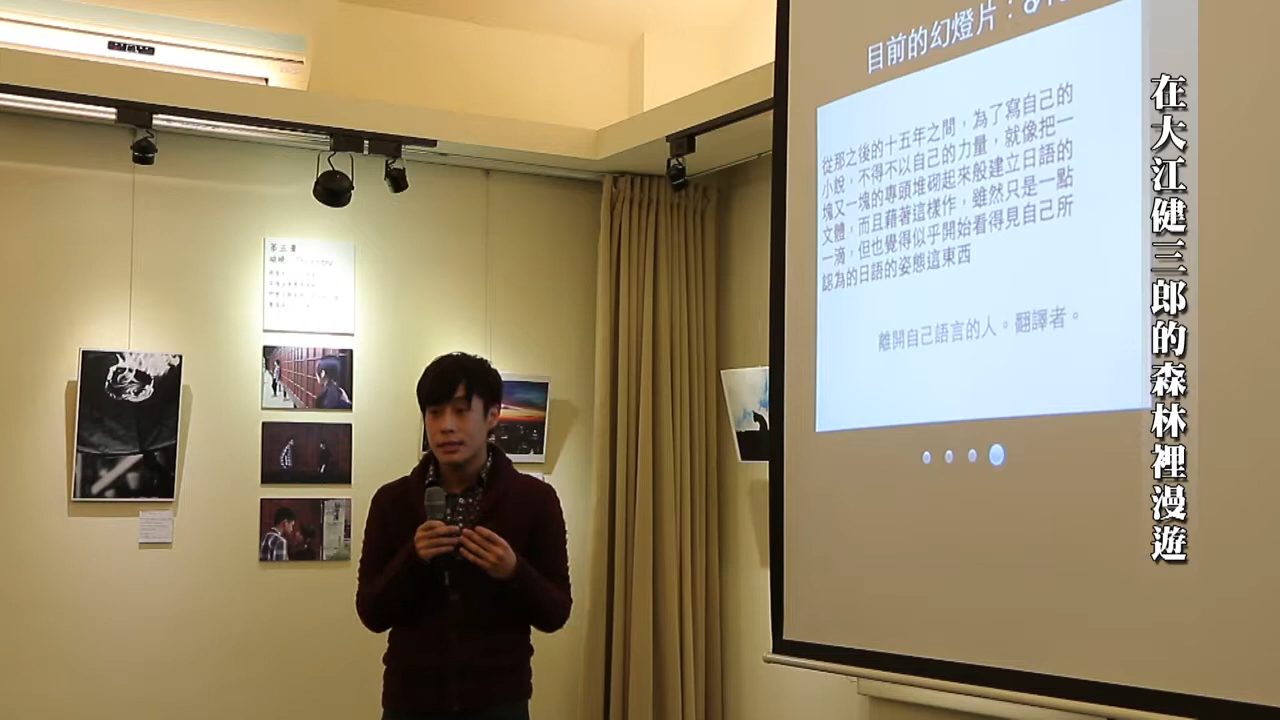 目前的幻燈片：
從那之後的十五年之間，為了寫自己的
小說，不得不以自己的力量，就像把一
塊又一塊的專頭堆砌起來般建立日語的
文體，而且藉著這樣作，雖然只是一點
一滴，但也覺得似乎開始看得見自己所
認為的日語的姿態這東西
離開自己語言的人。翻譯者。
在大江健三郎的森林裡漫遊
第三章